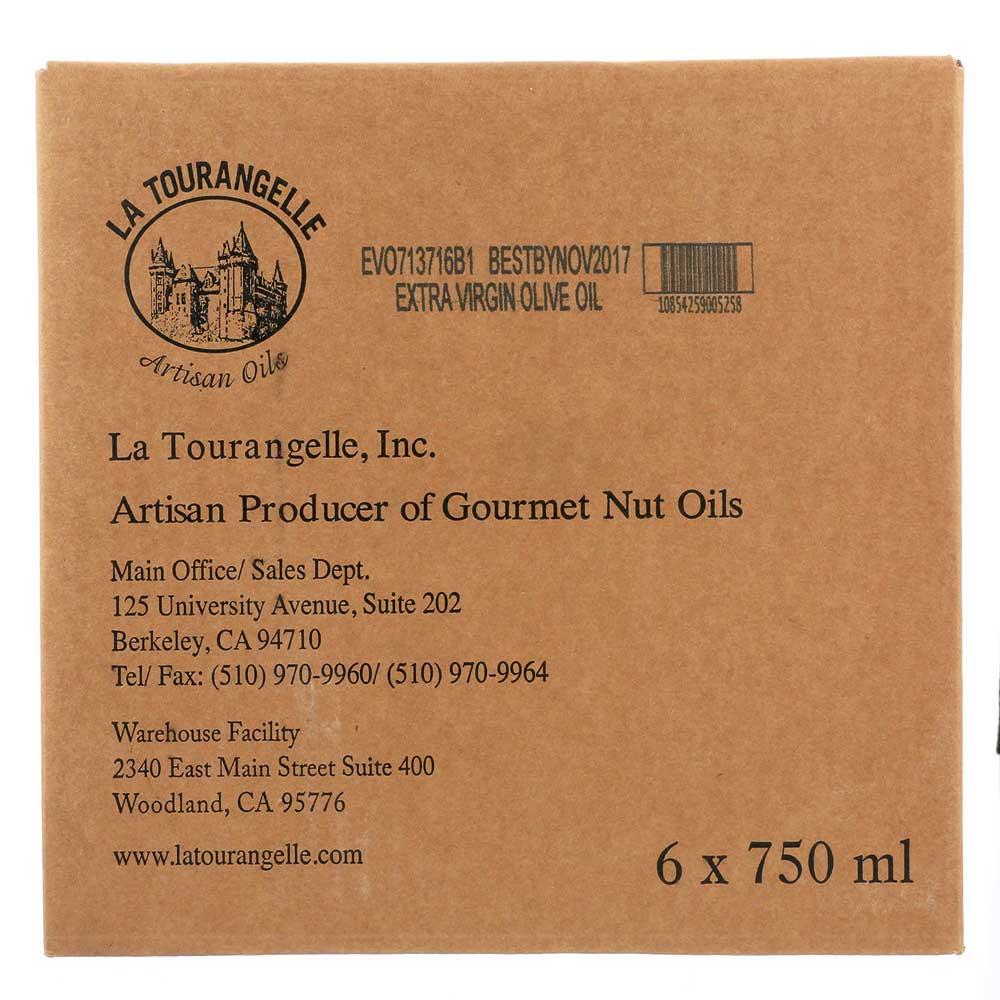 LA TOURANGELLE
Artisan Oils
EVO713716B1 BESTBYNOV2017
EXTRA VIRGIN OLIVE OIL
10854259005258
La Tourangelle, Inc.
Artisan Producer of Gourmet Nut Oils
Main Office/ Sales Dept.
125 University Avenue, Suite 202
Berkeley, CA 94710
Tel/ Fax: (510) 970-9960/ (510) 970-9964
Warehouse Facility
2340 East Main Street Suite 400
Woodland, CA 95776
www.latourangelle.com
6 x 750 ml